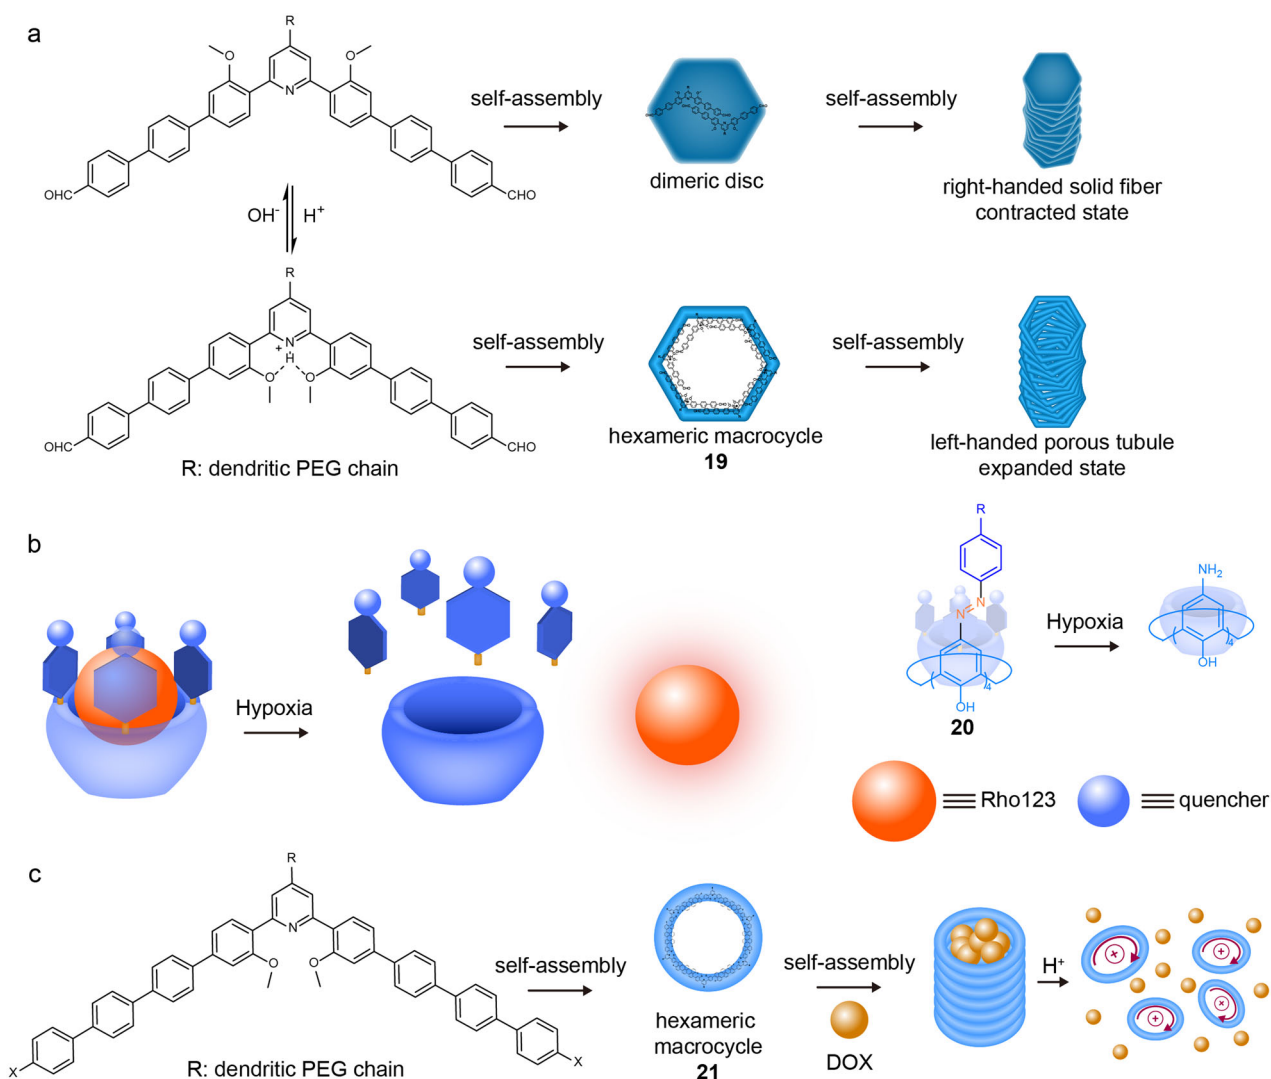 a
R
O
O
N
OHC
CHO
self-assembly
self-assembly
dimeric disc
right-handed solid fiber
contracted state
OH-
H+
R
N
+
H
O
O
OHC
CHO
self-assembly
self-assembly
hexameric macrocycle
19
left-handed porous tubule
expanded state
R: dendritic PEG chain
b
Hypoxia
R
N
N
4
OH
20
Hypoxia
NH2
4
OH
Rho123
quencher
c
R
N
O
O
X
X
R: dendritic PEG chain
self-assembly
hexameric
macrocycle
21
self-assembly
DOX
H+
+
+
+
+